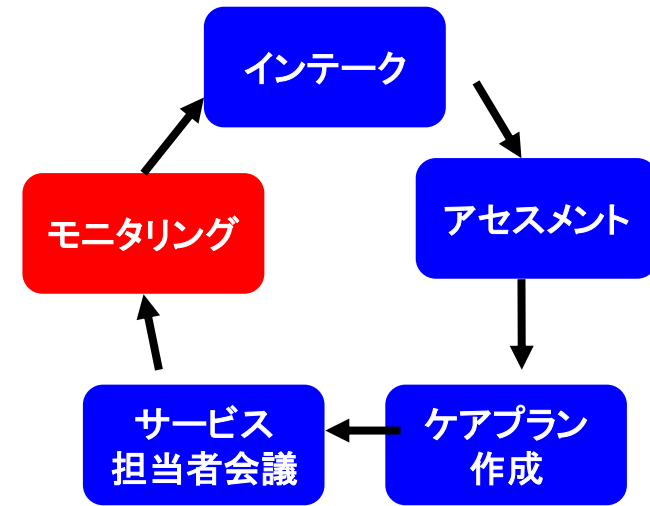 インテーク
アセスメント
ケアプラン
作成
サービス
担当者会議
モニタリング